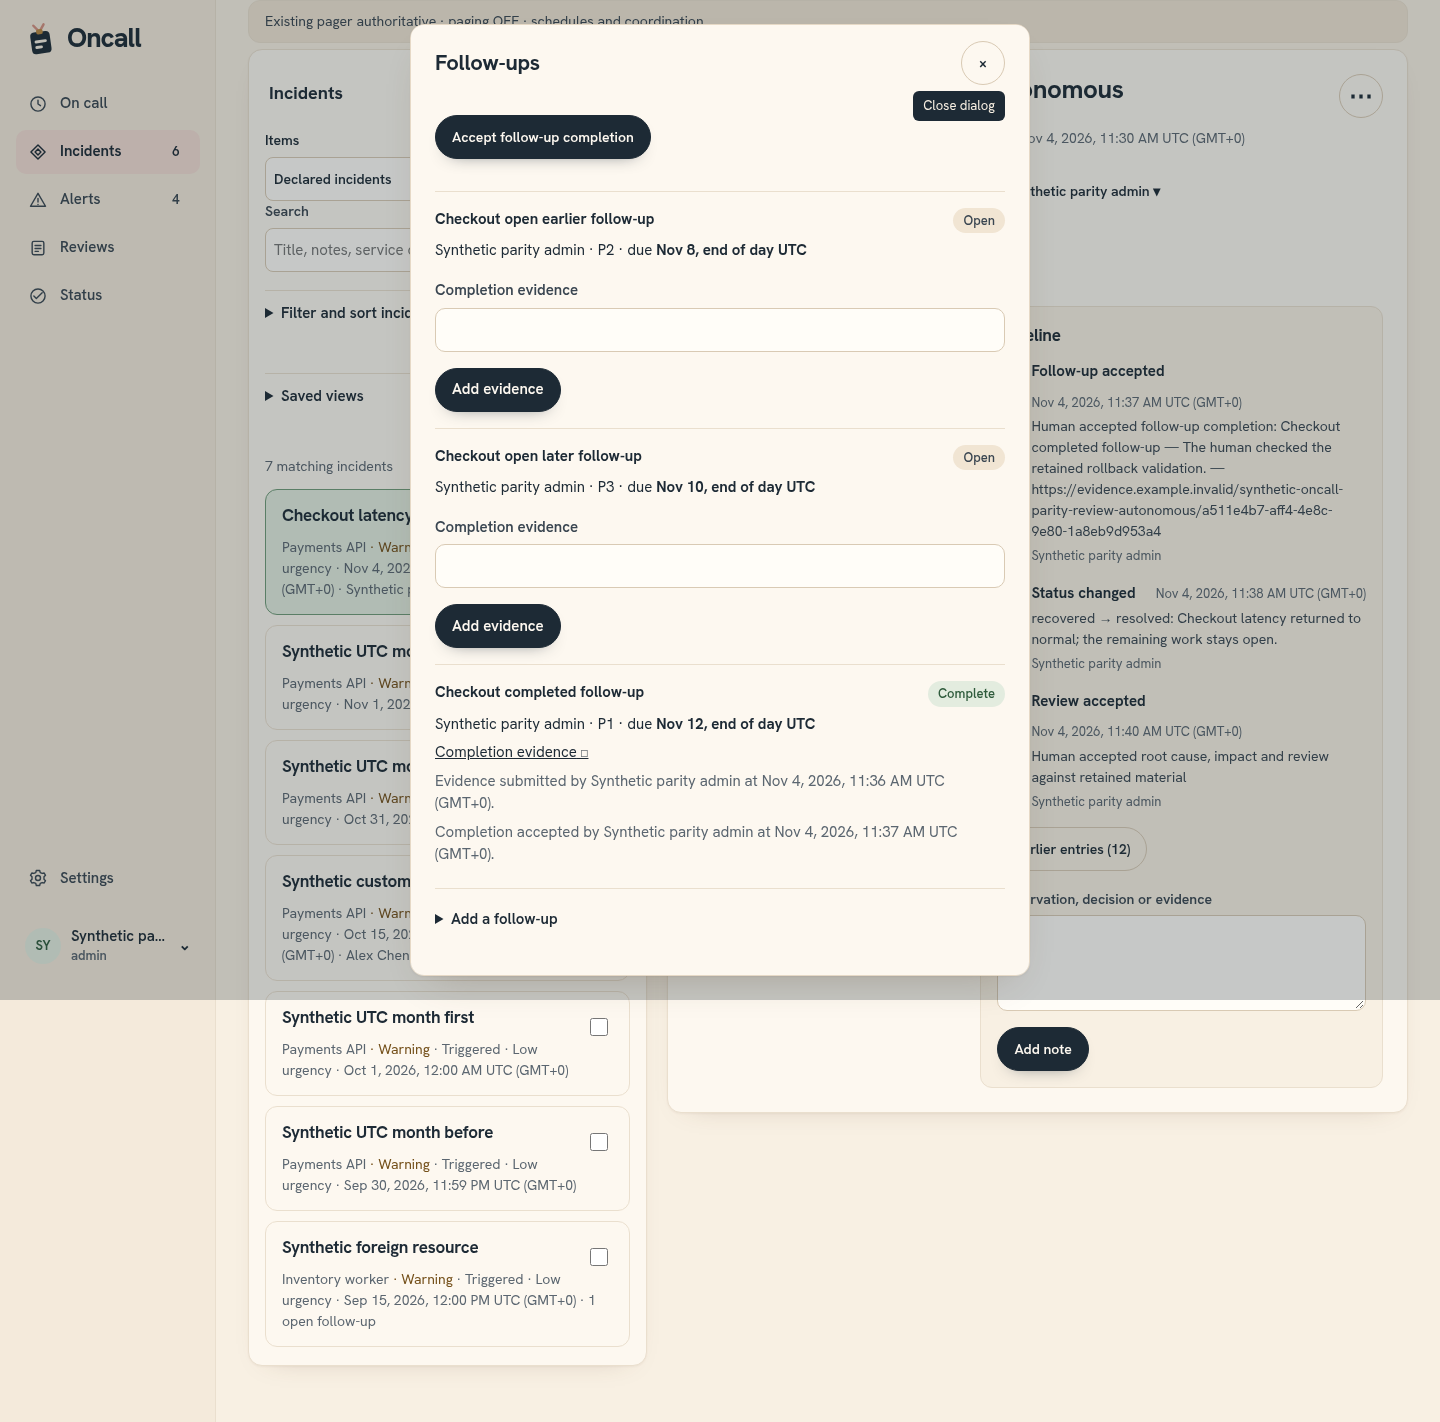 Oncall
On call
Incidents 6
Alerts 4
Reviews
Status
Settings
SY
Synthetic pa...
admin
Existing pager authoritative · paging OFF · schedules and coordination
Incidents
Items
Declared incidents
Search
Title, notes, service
Filter and sort
Saved views
7 matching incidents
Checkout latency
Payments API ·
urgency · Nov 4,
(GMT+0) · Synthetic
Synthetic UTC
Payments API ·
urgency · Nov 1,
Synthetic UTC
Payments API ·
urgency · Oct 31,
Synthetic
Payments API ·
urgency · Oct 15,
(GMT+0) · Alex Chen
Synthetic UTC month first
Payments API · Warning · Triggered · Low
urgency · Oct 1, 2026, 12:00 AM UTC (GMT+0)
Synthetic UTC month before
Payments API · Warning · Triggered · Low
urgency · Sep 30, 2026, 11:59 PM UTC (GMT+0)
Synthetic foreign resource
Inventory worker · Warning · Triggered · Low
urgency · Sep 15, 2026, 12:00 PM UTC (GMT+0) · 1
open follow-up
Follow-ups
×
Close dialog
Accept follow-up completion
Checkout open earlier follow-up
Open
Synthetic parity admin · P2 · due Nov 8, end of day UTC
Completion evidence
Add evidence
Checkout open later follow-up
Open
Synthetic parity admin · P3 · due Nov 10, end of day UTC
Completion evidence
Add evidence
Checkout completed follow-up
Complete
Synthetic parity admin · P1 · due Nov 12, end of day UTC
Completion evidence
Evidence submitted by Synthetic parity admin at Nov 4, 2026, 11:36 AM UTC
(GMT+0).
Completion accepted by Synthetic parity admin at Nov 4, 2026, 11:37 AM UTC
(GMT+0).
Add a follow-up
4, 2026, 11:30 AM UTC (GMT+0)
parity admin ▾
Follow-up accepted
Nov 4, 2026, 11:37 AM UTC (GMT+0)
Human accepted follow-up completion: Checkout
completed follow-up — The human checked the
retained rollback validation. —
https://evidence.example.invalid/synthetic-oncall-
parity-review-autonomous/a511e4b7-aff4-4e8c-
9e80-1a8eb9d953a4
Synthetic parity admin
Status changed Nov 4, 2026, 11:38 AM UTC (GMT+0)
recovered → resolved: Checkout latency returned to
normal; the remaining work stays open.
Synthetic parity admin
Review accepted
Nov 4, 2026, 11:40 AM UTC (GMT+0)
Human accepted root cause, impact and review
against retained material
Synthetic parity admin
entries (12)
decision or evidence
Add note